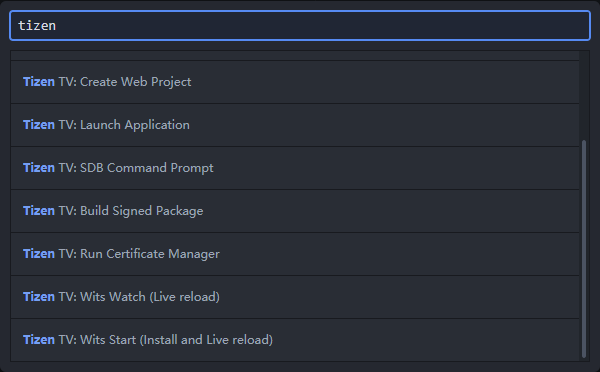 tizen
Tizen TV: Create Web Project
Tizen TV: Launch Application
Tizen TV: SDB Command Prompt
Tizen TV: Build Signed Package
Tizen TV: Run Certificate Manager
Tizen TV: Wits Watch (Live reload)
Tizen TV: Wits Start (Install and Live reload)